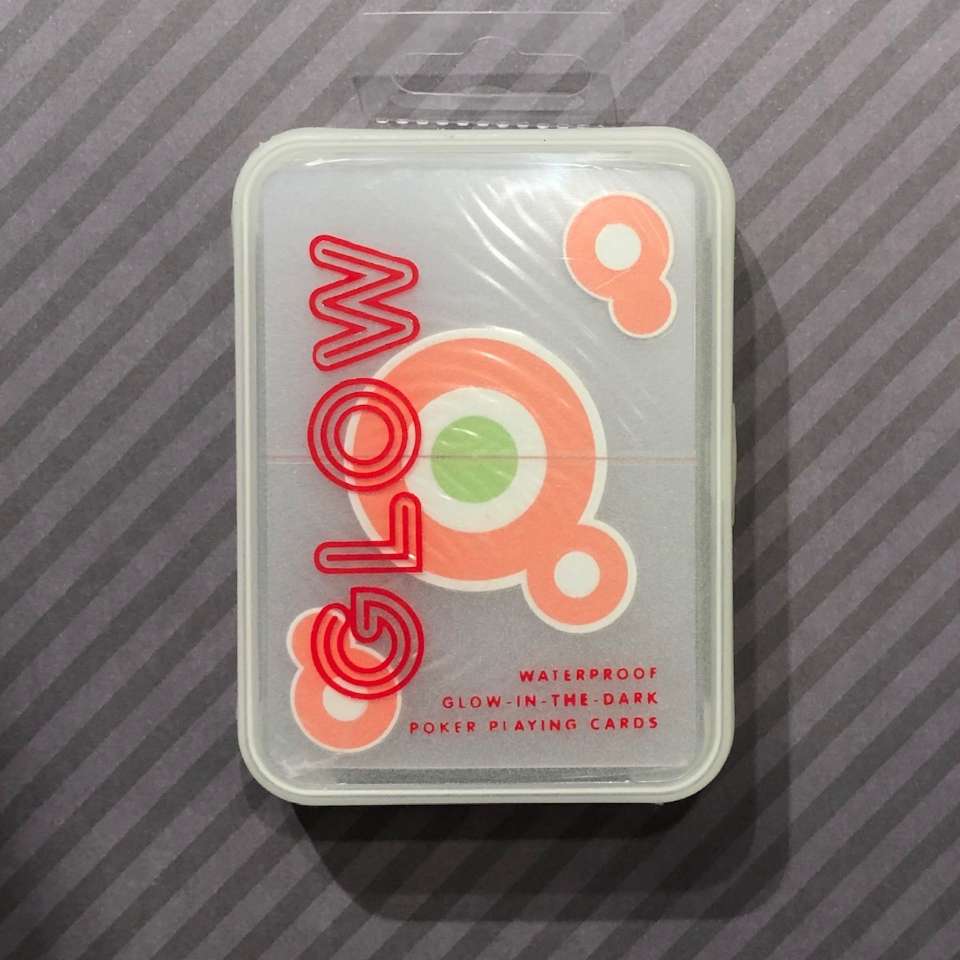 GLOW
WATERPROOF
GLOW-IN-THE-DARK
POKER PLAYING CARDS